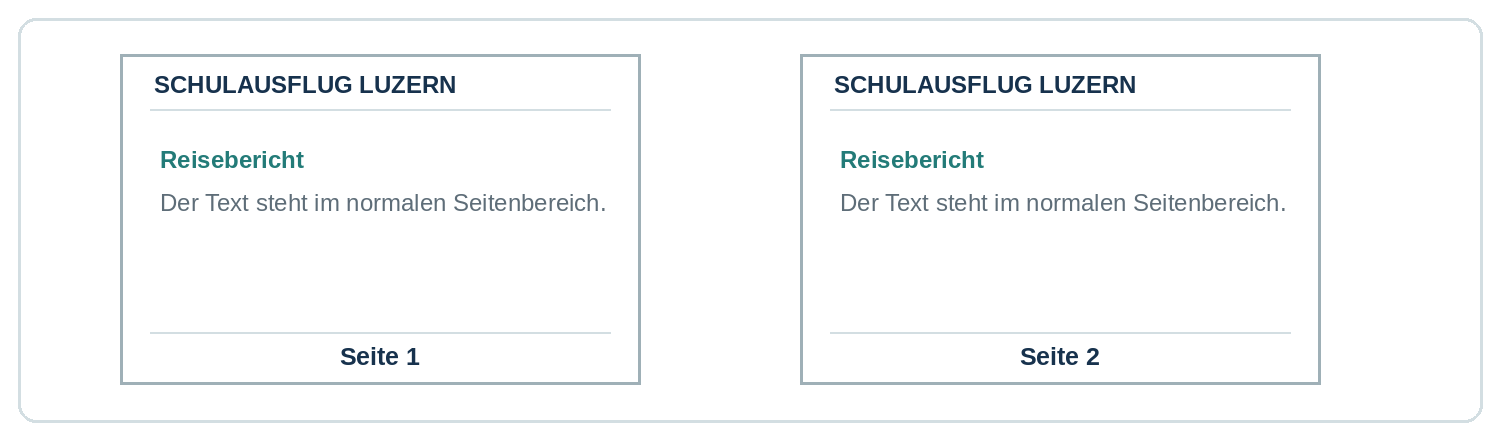 SCHULAUSFLUG LUZERN
Reisebericht
Der Text steht im normalen Seitenbereich.
Seite 1
SCHULAUSFLUG LUZERN
Reisebericht
Der Text steht im normalen Seitenbereich.
Seite 2